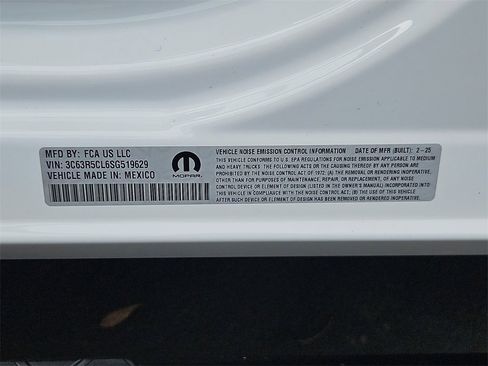 MFD BY: FCA US LLC
VIN: 3C63R5CL6SG519629
VEHICLE MADE IN: MEXICO
MOPAR
VEHICLE NOISE EMISSION CONTROL INFORMATION DATE OF MFR (BUILT): 2-25
THIS VEHICLE CONFORMS TO U.S. EPA REGULATIONS FOR NOISE EMISSION APPLICABLE TO MEDIUM
AND HEAVY TRUCKS. THE FOLLOWING ACTS OR THE CAUSING THEREOF BY ANY PERSON ARE
PROHIBITED BY THE NOISE CONTROL ACT OF 1972: (A) THE REMOVAL OR RENDERING INOPERATIVE,
OTHER THAN FOR PURPOSES OF MAINTENANCE, REPAIR, OR REPLACEMENT, OF ANY NOISE
CONTROL DEVICE OR ELEMENT OF DESIGN (LISTED IN THE OWNER'S MANUAL) INCORPORATED INTO
THIS VEHICLE IN COMPLIANCE WITH THE NOISE CONTROL ACT; (B) THE USE OF THIS VEHICLE
AFTER SUCH DEVICE OR ELEMENT OF DESIGN HAS BEEN REMOVED OR RENDERED INOPERATIVE.